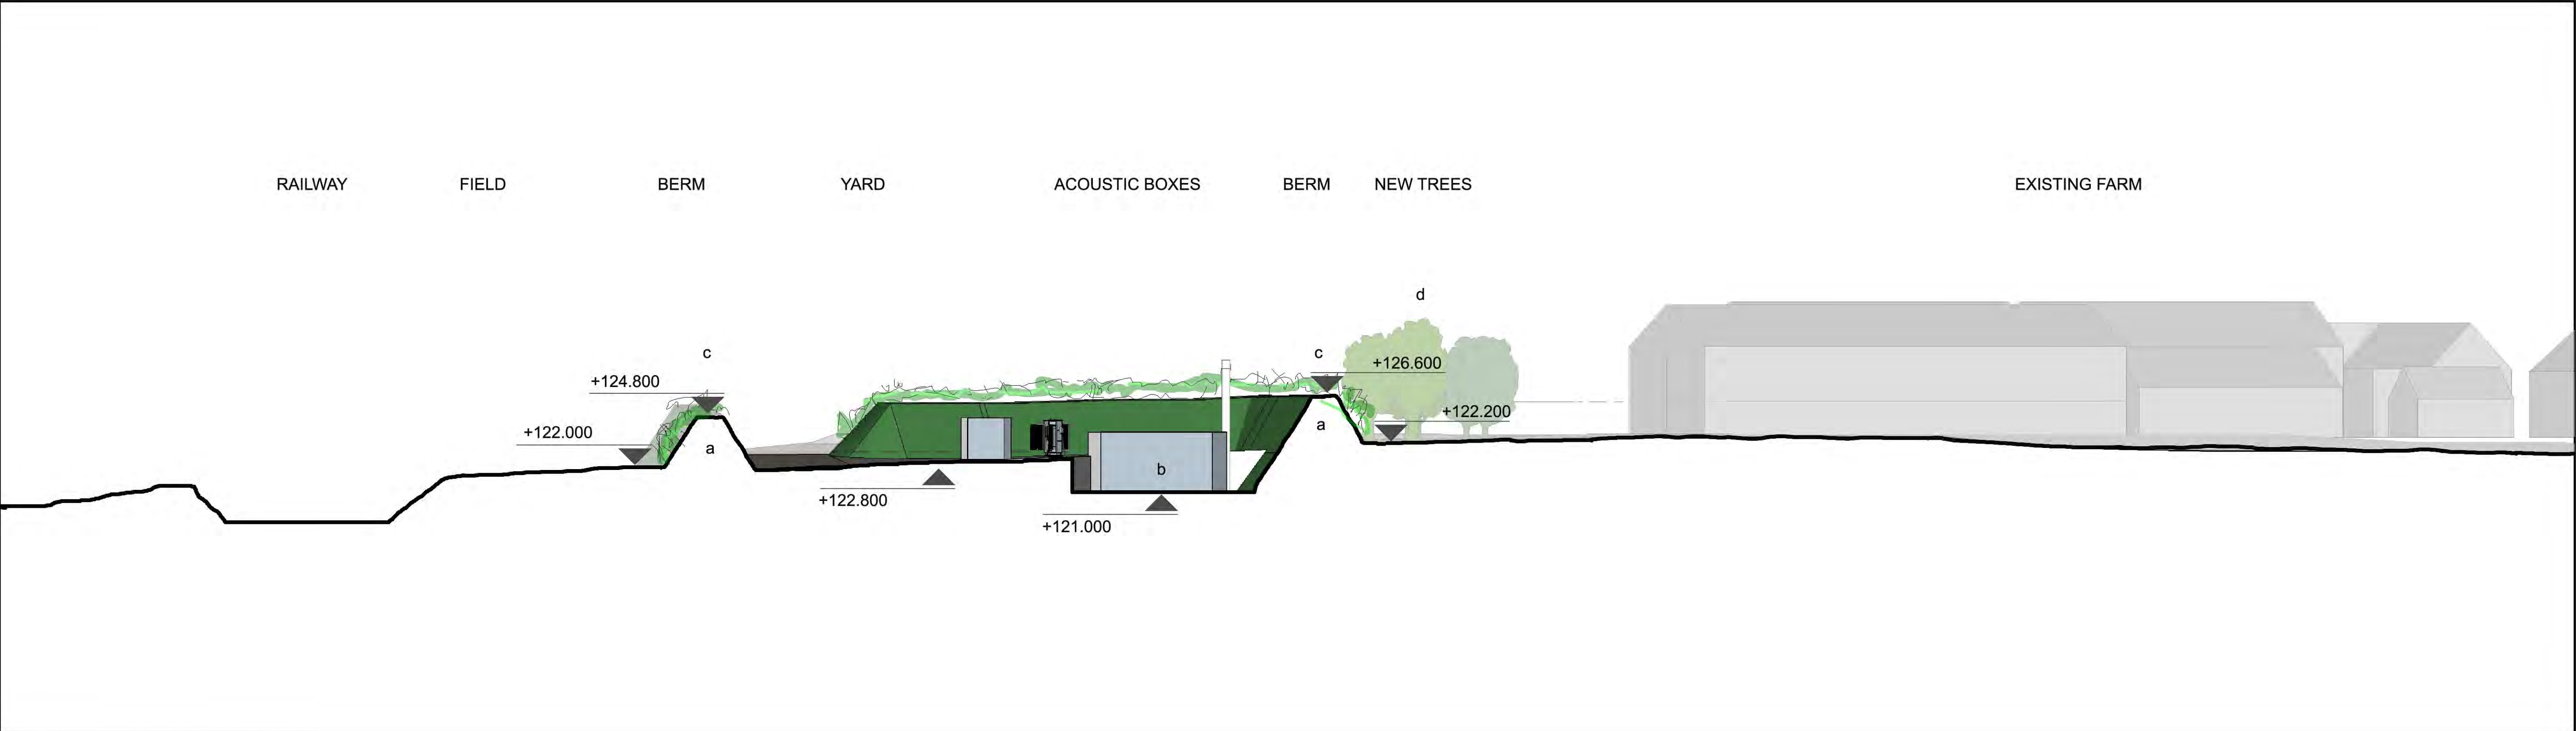 RAILWAY FIELD BERM YARD ACOUSTIC BOXES BERM NEW TREES EXISTING FARM
d
c c
+126.600
+124.800
+122.200
a
+122.000
a
b
+122.800
+121.000